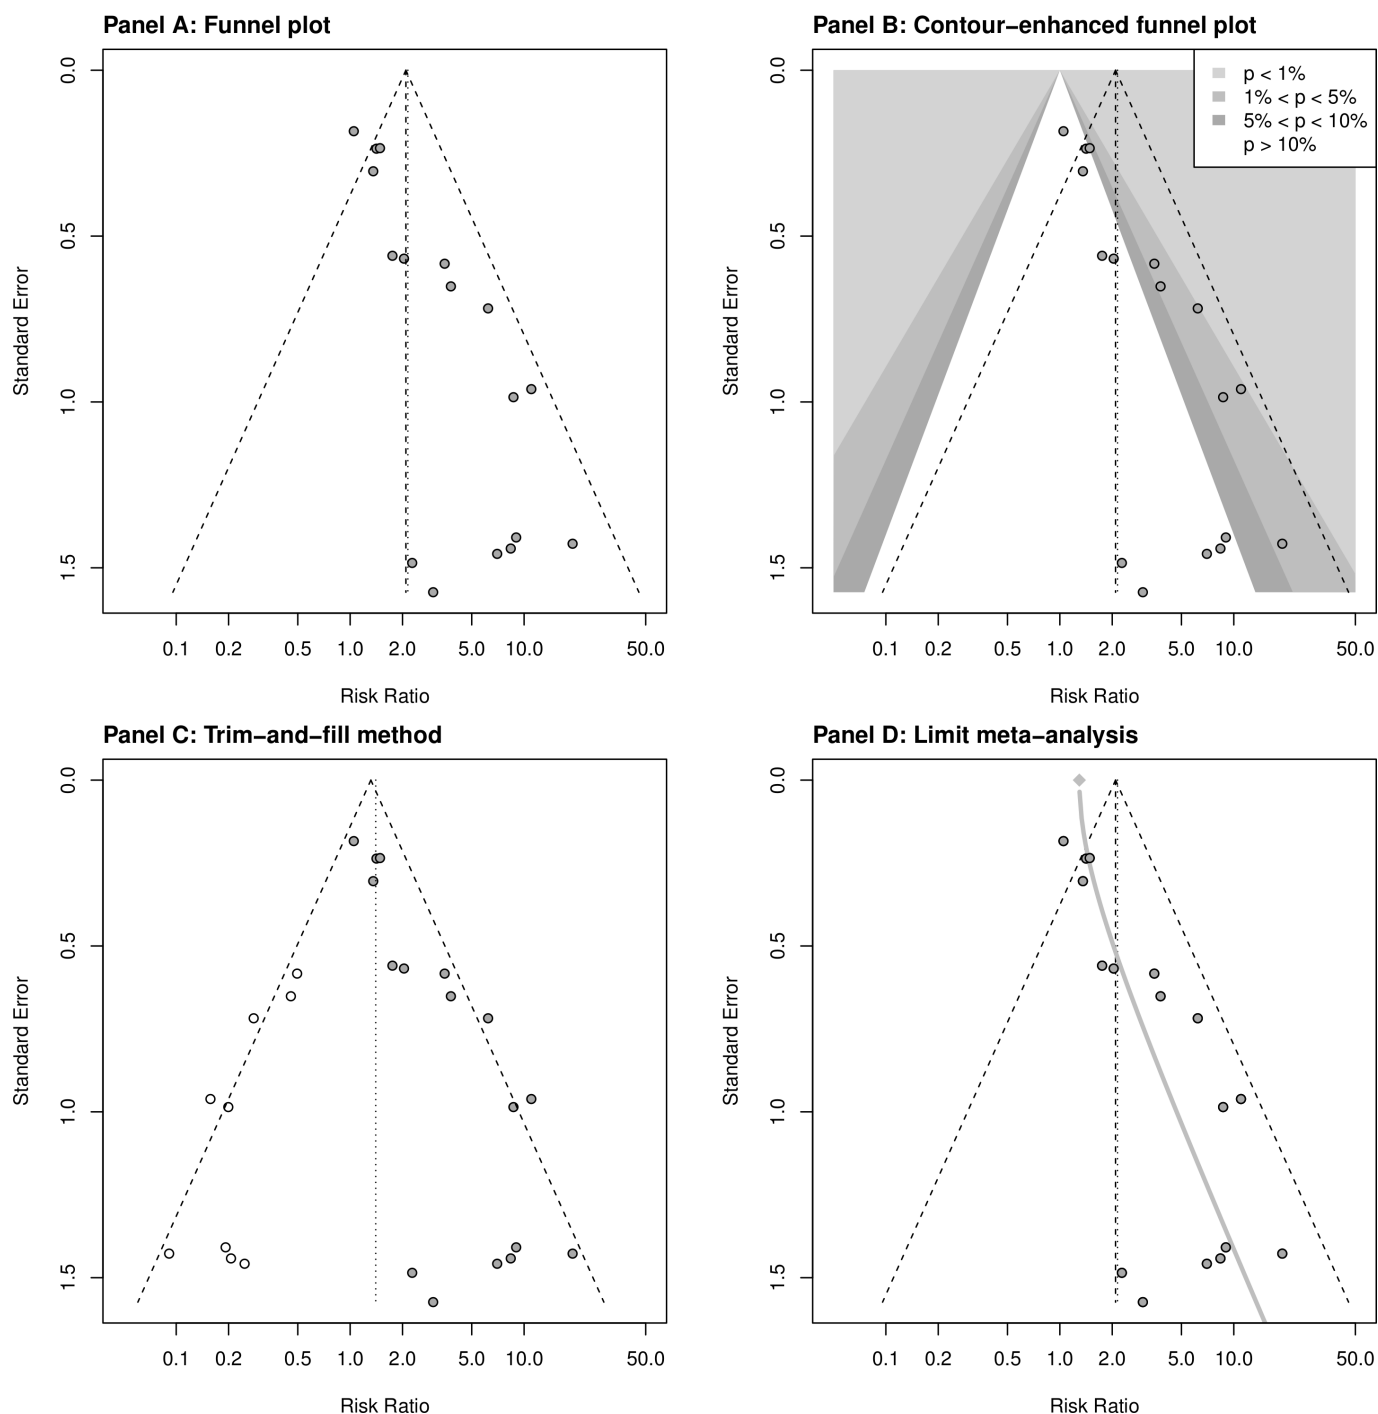 Panel A: Funnel plot
0.0
0.5
1.0
1.5
Standard Error
0.1 0.2 0.5 1.0 2.0 5.0 10.0 50.0
Risk Ratio
Panel B: Contour−enhanced funnel plot
p < 1%
1% < p < 5%
5% < p < 10%
p > 10%
0.0
0.5
1.0
1.5
Standard Error
0.1 0.2 0.5 1.0 2.0 5.0 10.0 50.0
Risk Ratio
Panel C: Trim−and−fill method
0.0
0.5
1.0
1.5
Standard Error
0.1 0.2 0.5 1.0 2.0 5.0 10.0 50.0
Risk Ratio
Panel D: Limit meta−analysis
0.0
0.5
1.0
1.5
Standard Error
0.1 0.2 0.5 1.0 2.0 5.0 10.0 50.0
Risk Ratio